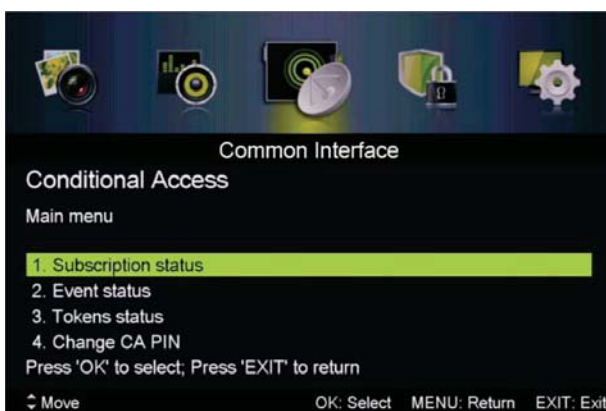 Common Interface
Conditional Access
Main menu
1. Subscription status
2. Event status
3. Tokens status
4. Change CA PIN
Press 'OK' to select; Press 'EXIT' to return
Move OK: Select MENU: Return EXIT: Exit